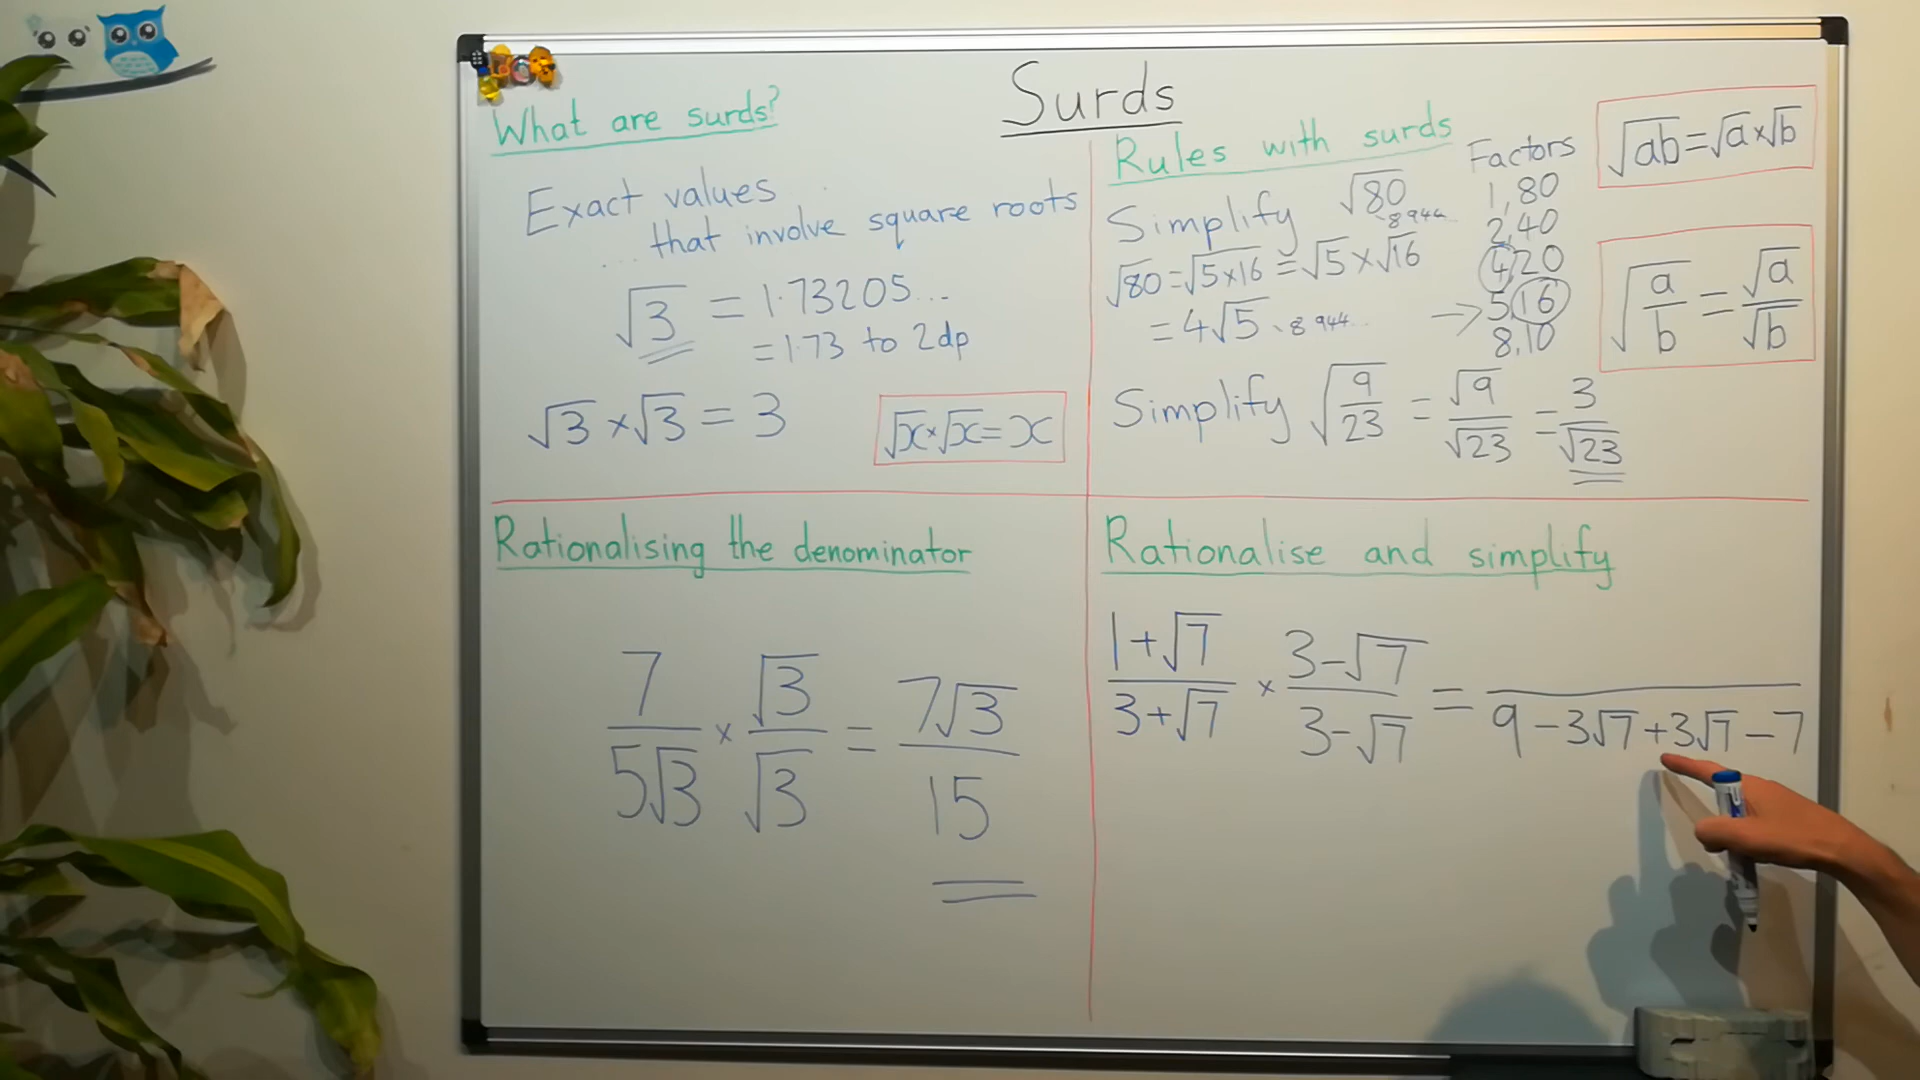 Surds
What are surds?
Exact values
... that involve square roots
√3 = 1.73205...
= 1.73 to 2dp
√3 × √3 = 3
√x × √x = x
Rules with surds
Simplify √80
8.944...
√80 = √5×16 = √5 × √16
= 4√5 8.944...
Factors
1,80
2,40
4,20
→ 5,16
8,10
√ab = √a × √b
√a/b = √a/√b
Simplify √9/23 = √9/√23 = 3/√23
Rationalising the denominator
7/5√3 × √3/√3 = 7√3/15
Rationalise and simplify
1+√7/3+√7 × 3-√7/3-√7 = /9-3√7+3√7-7